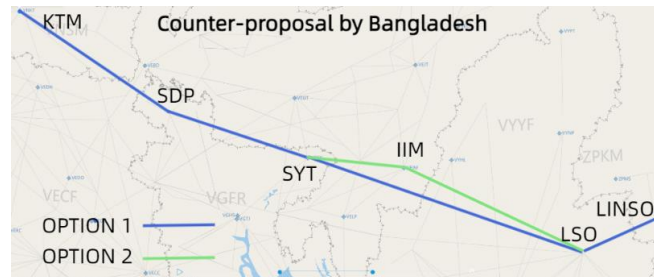 Counter-proposal by Bangladesh
KTM
SDP
SYT
IIM
VYYF
ZPKM
VECF
VGFR
LINSO
LSO
OPTION 1
OPTION 2